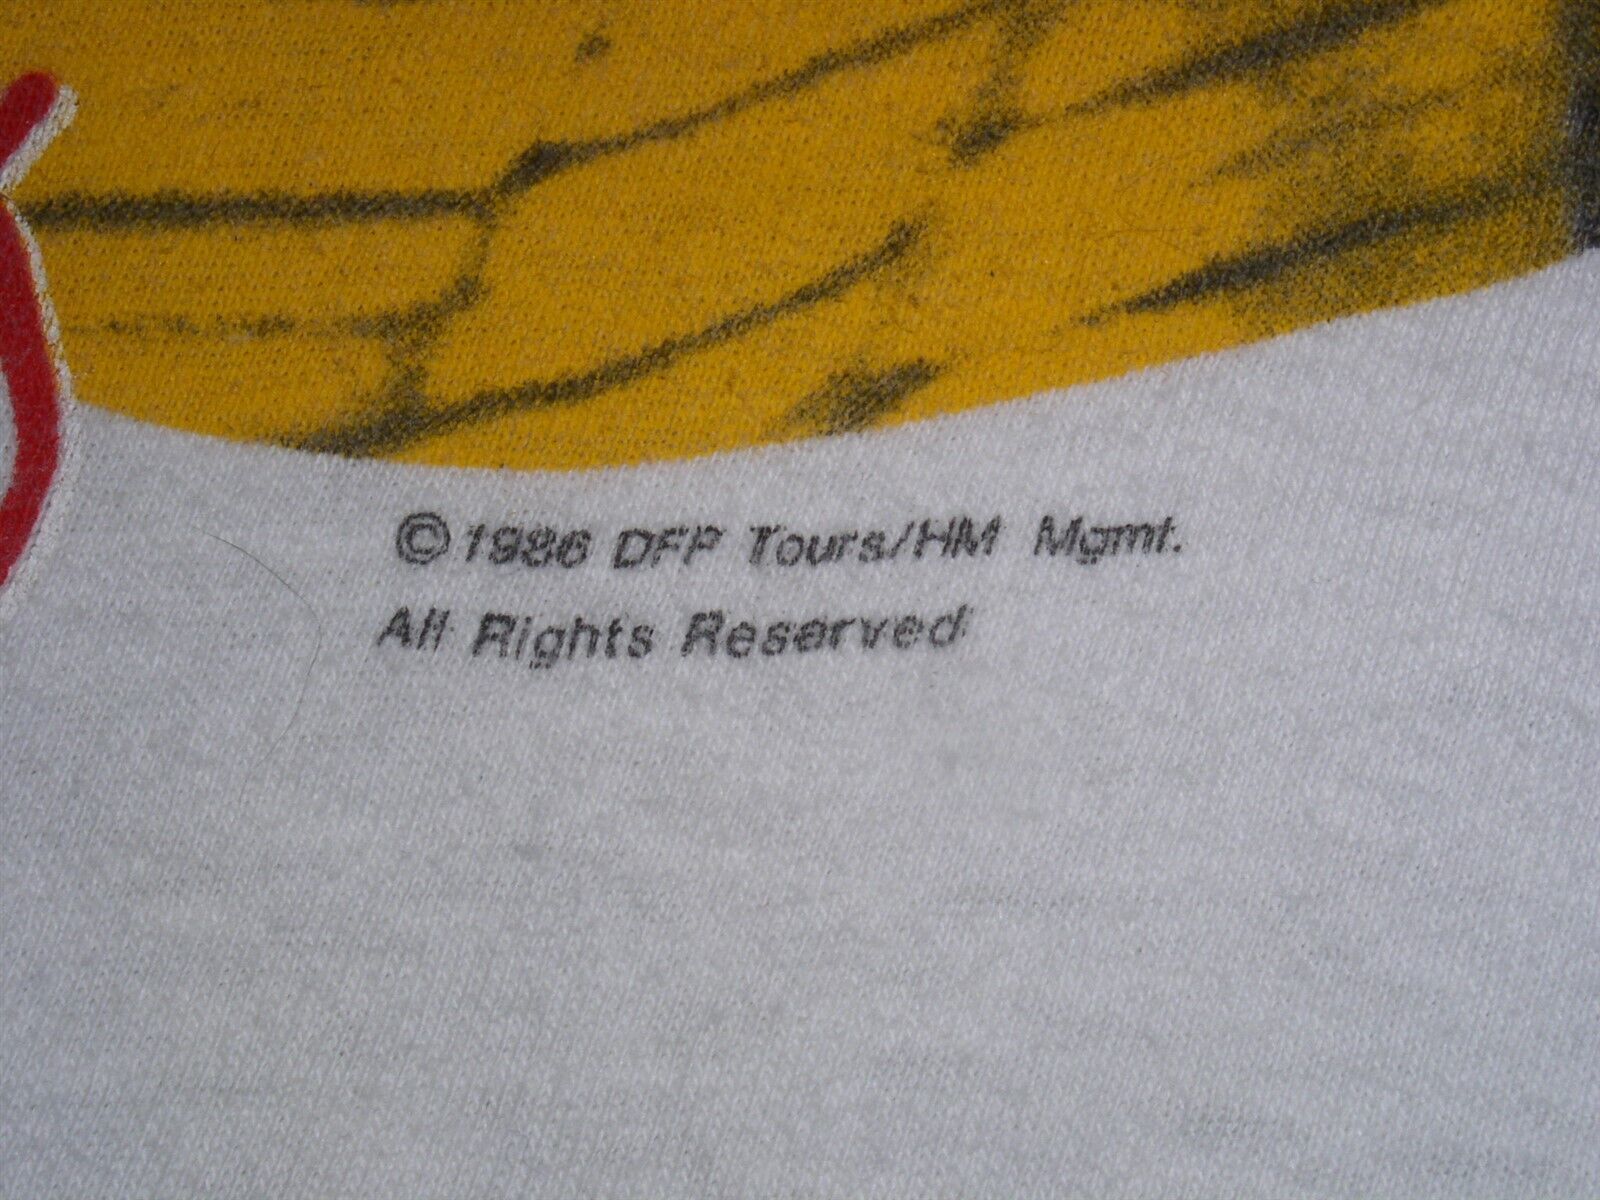 ©1986 DFP Tours/HM Mgmt.
All Rights Reserved